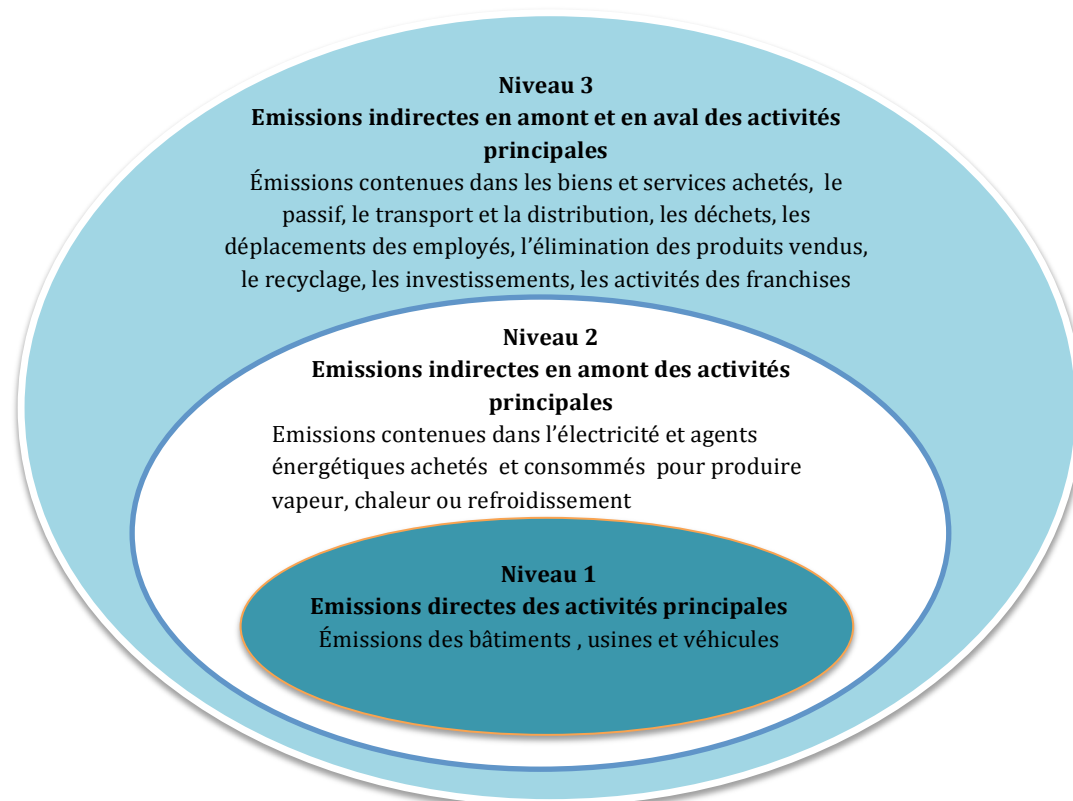 Niveau 3
Emissions indirectes en amont et en aval des activités
principales
Émissions contenues dans les biens et services achetés, le
passif, le transport et la distribution, les déchets, les
déplacements des employés, l’élimination des produits vendus,
le recyclage, les investissements, les activités des franchises
Niveau 2
Emissions indirectes en amont des activités
principales
Emissions contenues dans l’électricité et agents
énergétiques achetés et consommés pour produire
vapeur, chaleur ou refroidissement
Niveau 1
Emissions directes des activités principales
Émissions des bâtiments , usines et véhicules